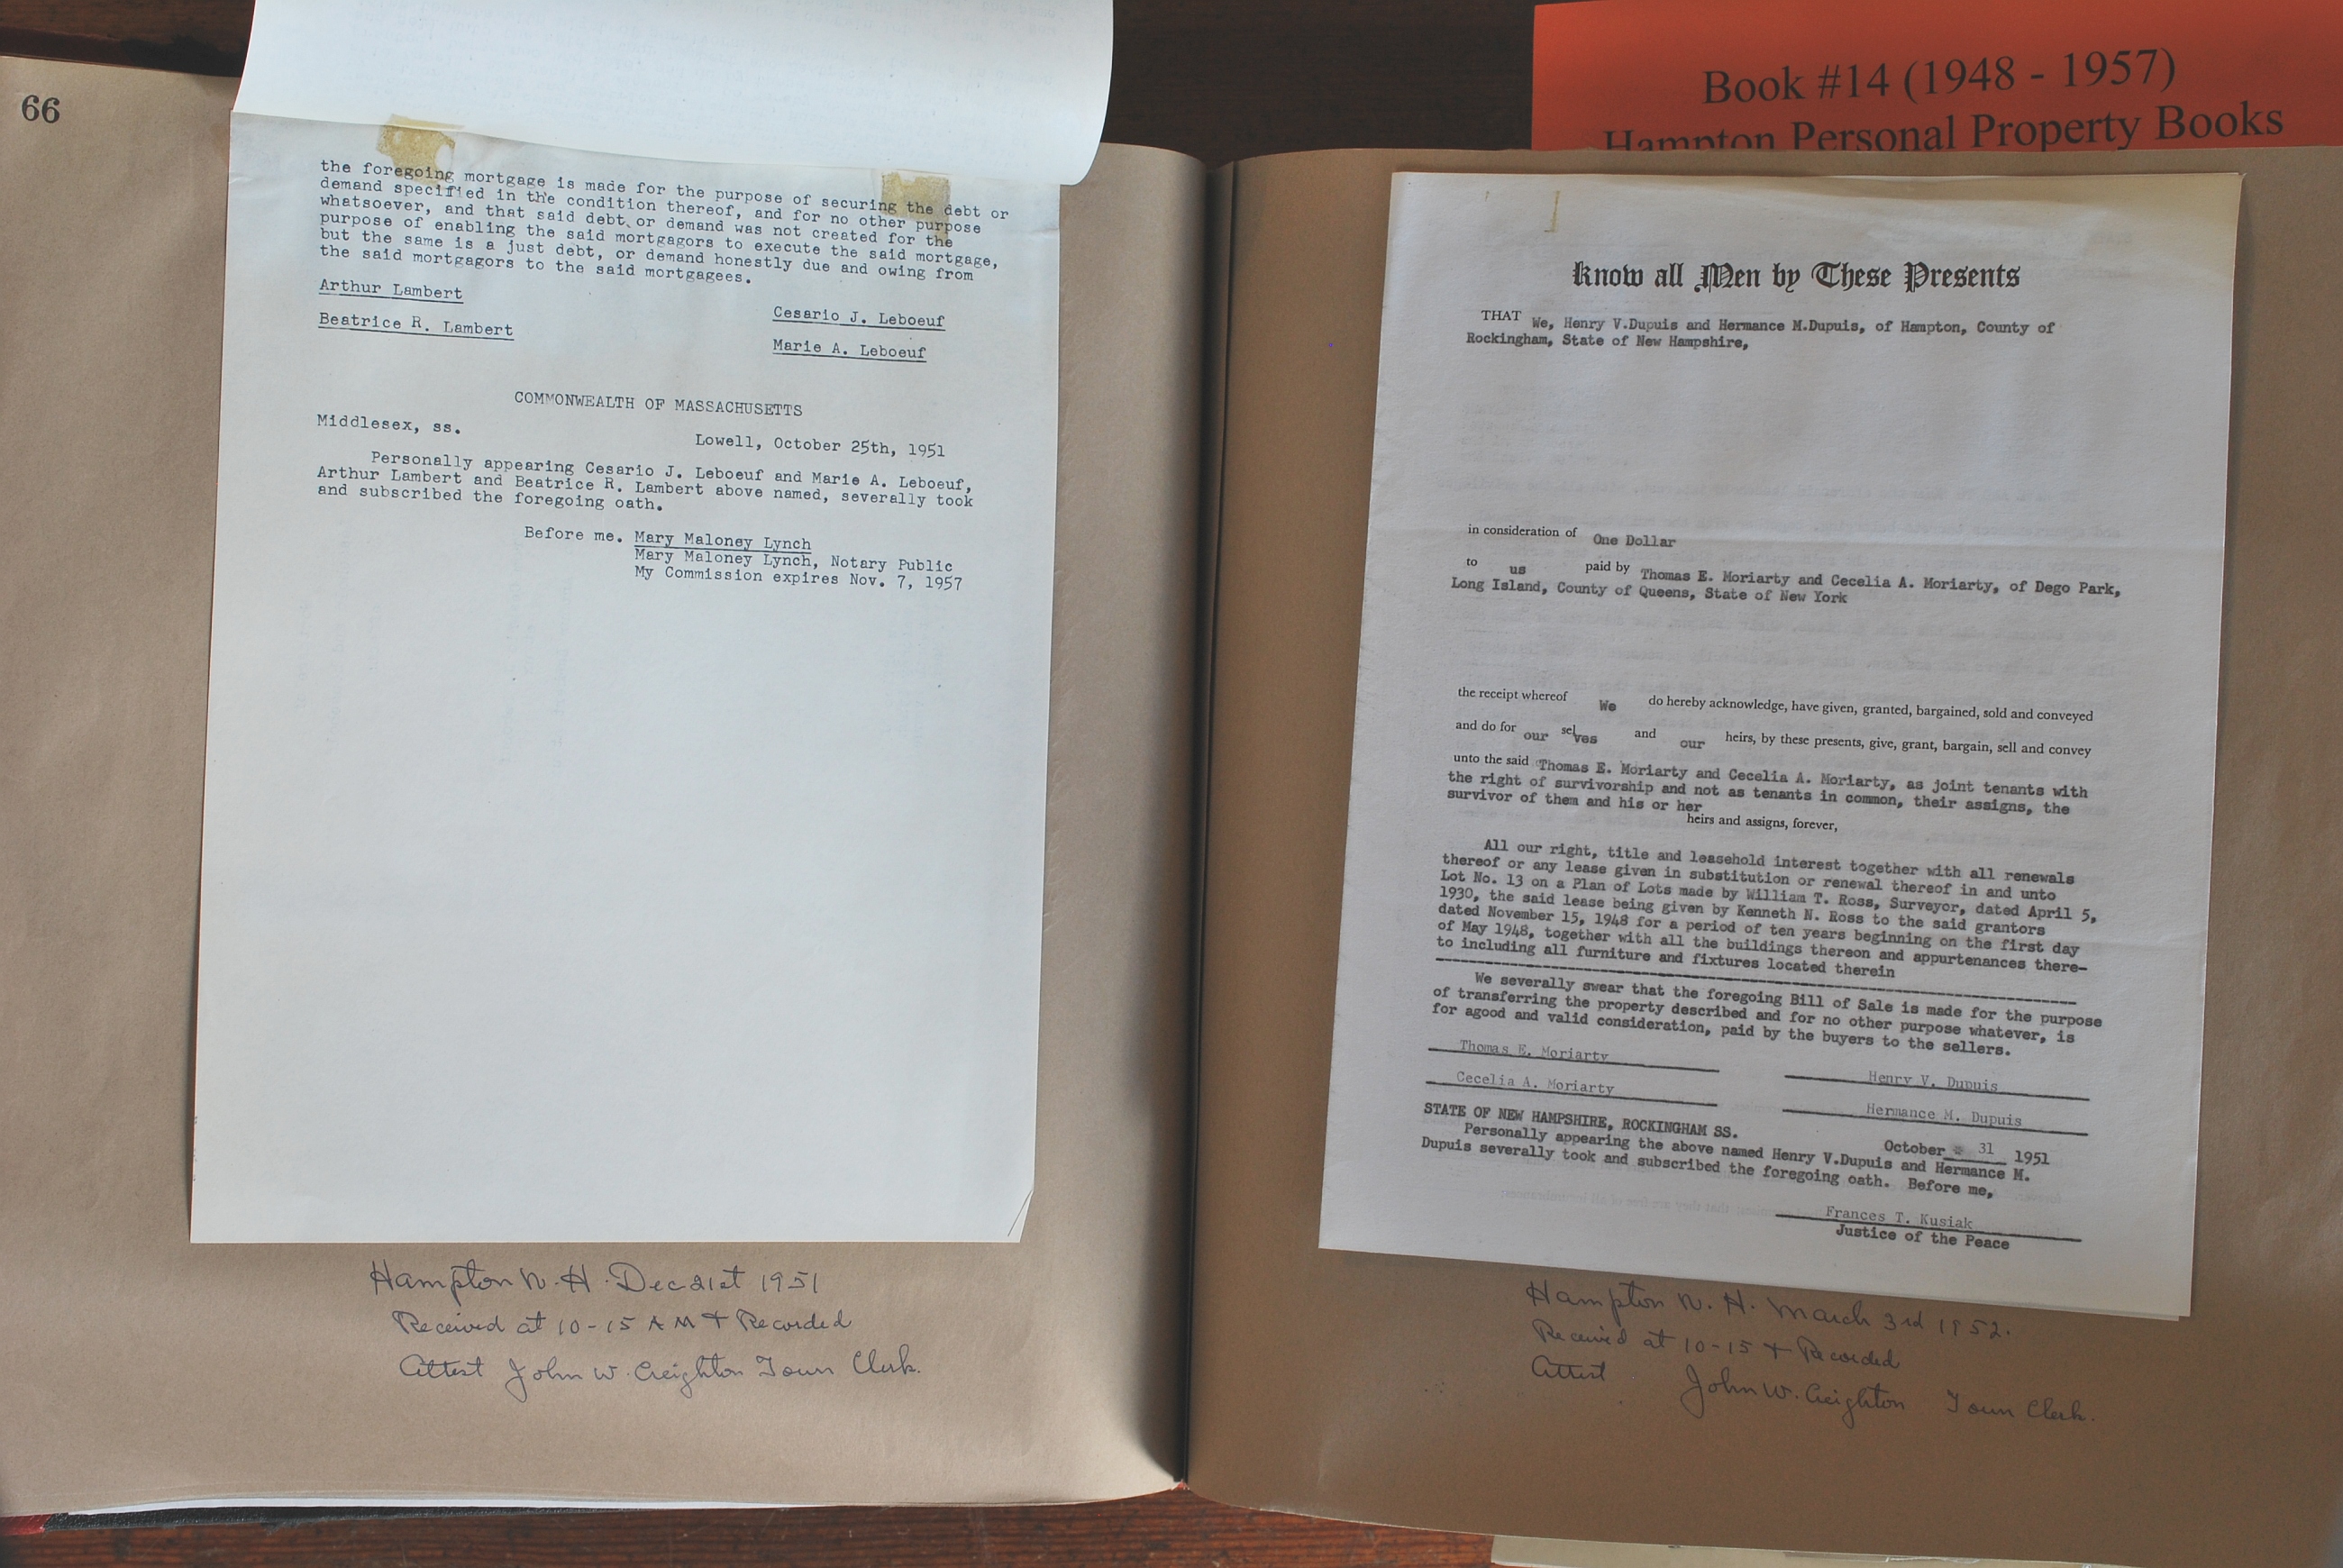 66
the foregoing mortgage is made for the purpose of securing the debt or
demand specified in the condition thereof, and for no other purpose
whatsoever, and that said debt or demand was not created for the
purpose of enabling the said mortgagors to execute the said mortgage,
but the same is a just debt, or demand honestly due and owing from
the said mortgagors to the said mortgagees.
Arthur Lambert
Cesario J. Leboeuf
Beatrice R. Lambert
Marie A. Leboeuf
COMMONWEALTH OF MASSACHUSETTS
Middlesex, ss.
Lowell, October 25th, 1951
Personally appearing Cesario J. Leboeuf and Marie A. Leboeuf,
Arthur Lambert and Beatrice R. Lambert above named, severally took
and subscribed the foregoing oath.
Before me. Mary Maloney Lynch
Mary Maloney Lynch, Notary Public
My Commission expires Nov. 7, 1957
Hampton N. H. Dec 21st 1951
Received at 10-15 AM + Recorded
Attest John W. Creighton Town Clerk.
Book #14 (1948 - 1957)
Hampton Personal Property Books
Know all Men by These Presents
THAT We, Henry V.Dupuis and Hermance M.Dupuis, of Hampton, County of
Rockingham, State of New Hampshire,
in consideration of One Dollar
to us paid by Thomas E. Moriarty and Cecelia A. Moriarty, of Dego Park,
Long Island, County of Queens, State of New York
the receipt whereof We do hereby acknowledge, have given, granted, bargained, sold and conveyed
and do for our selves and our heirs, by these presents, give, grant, bargain, sell and convey
unto the said Thomas E. Moriarty and Cecelia A. Moriarty, as joint tenants with
the right of survivorship and not as tenants in common, their assigns, the
survivor of them and his or her
heirs and assigns, forever,
All our right, title and leasehold interest together with all renewals
thereof or any lease given in substitution or renewal thereof in and unto
Lot No. 13 on a Plan of Lots made by William T. Ross, Surveyor, dated April 5,
1930, the said lease being given by Kenneth N. Ross to the said grantors
dated November 15, 1948 for a period of ten years beginning on the first day
of May 1948, together with all the buildings thereon and appurtenances there-
to including all furniture and fixtures located therein
We severally swear that the foregoing Bill of Sale is made for the purpose
of transferring the property described and for no other purpose whatever, is
for agood and valid consideration, paid by the buyers to the sellers.
Thomas E. Moriarty
Henry V. Dupuis
Cecelia A. Moriarty
Hermance M. Dupuis
STATE OF NEW HAMPSHIRE, ROCKINGHAM SS.
October 31 1951
Personally appearing the above named Henry V.Dupuis and Hermance M.
Dupuis severally took and subscribed the foregoing oath. Before me,
Frances T. Kusiak
Justice of the Peace
Hampton N. H. March 3rd 1952.
Received at 10-15 + Recorded
Attest John W. Creighton Town Clerk.